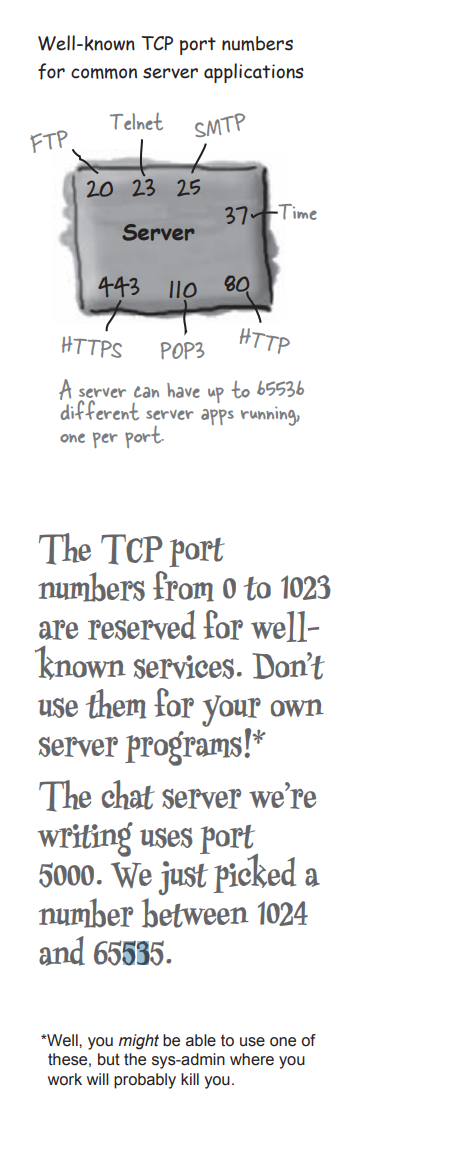 Well-known TCP port numbers
for common server applications
FTP
Telnet
SMTP
20 23 25
37
Time
Server
443 110 80
HTTPS
POP3
HTTP
A server can have up to 65536
different server apps running,
one per port.
The TCP port
numbers from 0 to 1023
are reserved for well-
known services. Don't
use them for your own
server programs!*
The chat server we're
writing uses port
5000. We just picked a
number between 1024
and 65535.
*Well, you might be able to use one of
these, but the sys-admin where you
work will probably kill you.